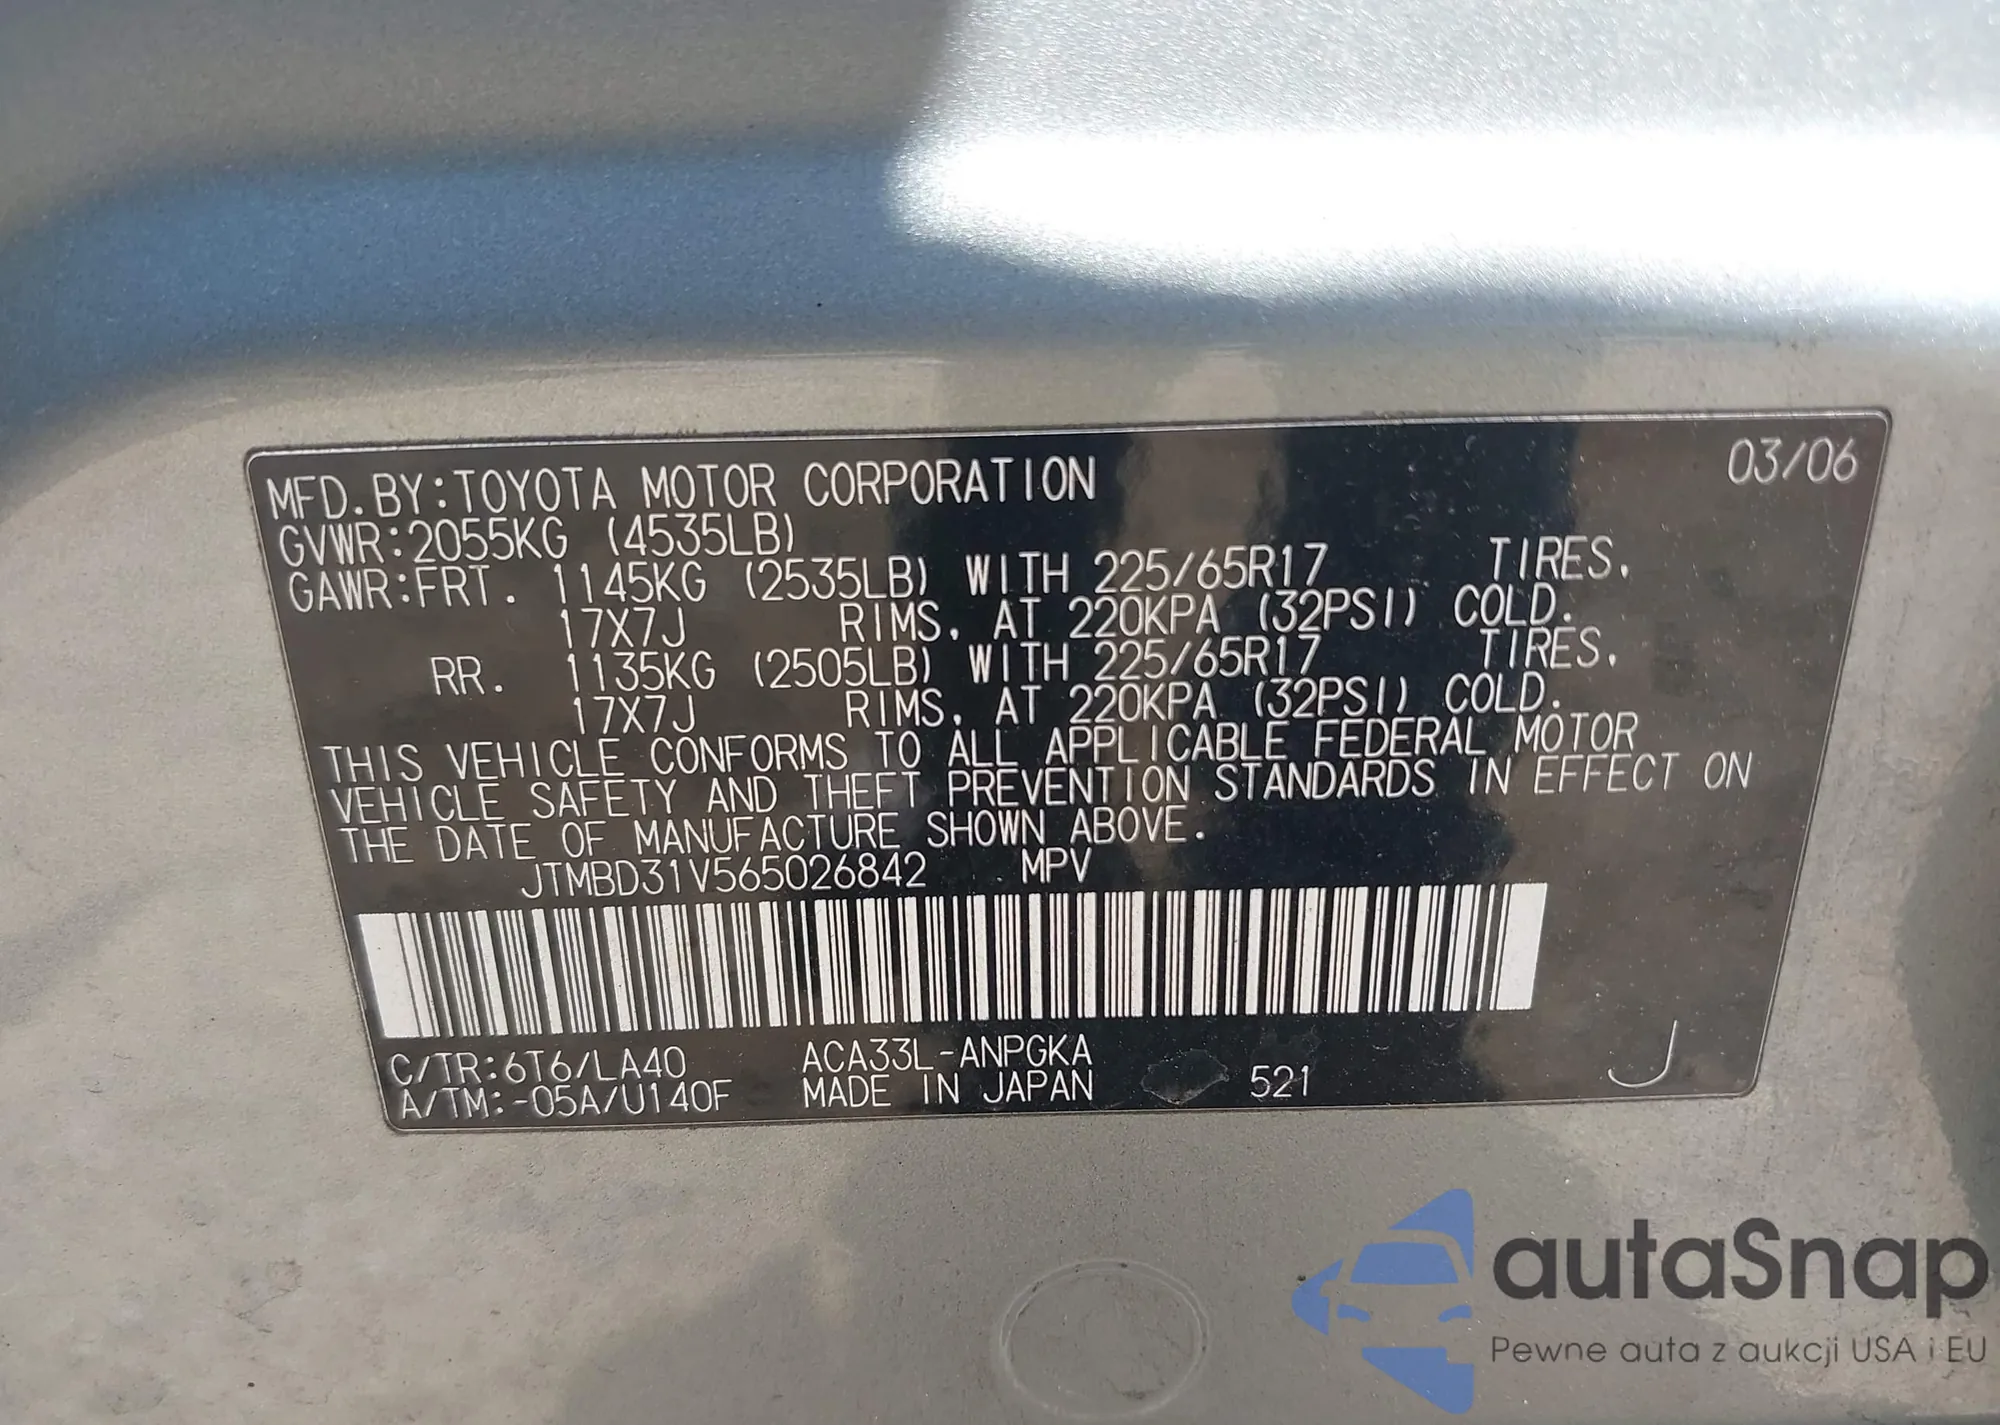 03/06
MFD.BY:TOYOTA MOTOR CORPORATION
GVWR:2055KG (4535LB)
GAWR:FRT. 1145KG (2535LB) WITH 225/65R17 TIRES,
17X7J RIMS, AT 220KPA (32PSI) COLD.
RR. 1135KG (2505LB) WITH 225/65R17 TIRES,
17X7J RIMS, AT 220KPA (32PSI) COLD.
THIS VEHICLE CONFORMS TO ALL APPLICABLE FEDERAL MOTOR
VEHICLE SAFETY AND THEFT PREVENTION STANDARDS IN EFFECT ON
THE DATE OF MANUFACTURE SHOWN ABOVE.
JTMBD31V565026842 MPV
C/TR:6T6/LA40 ACA33L-ANPGKA
A/TM:-05A/U140F MADE IN JAPAN 521 J
autaSnap
Pewne auta z aukcji USA i EU